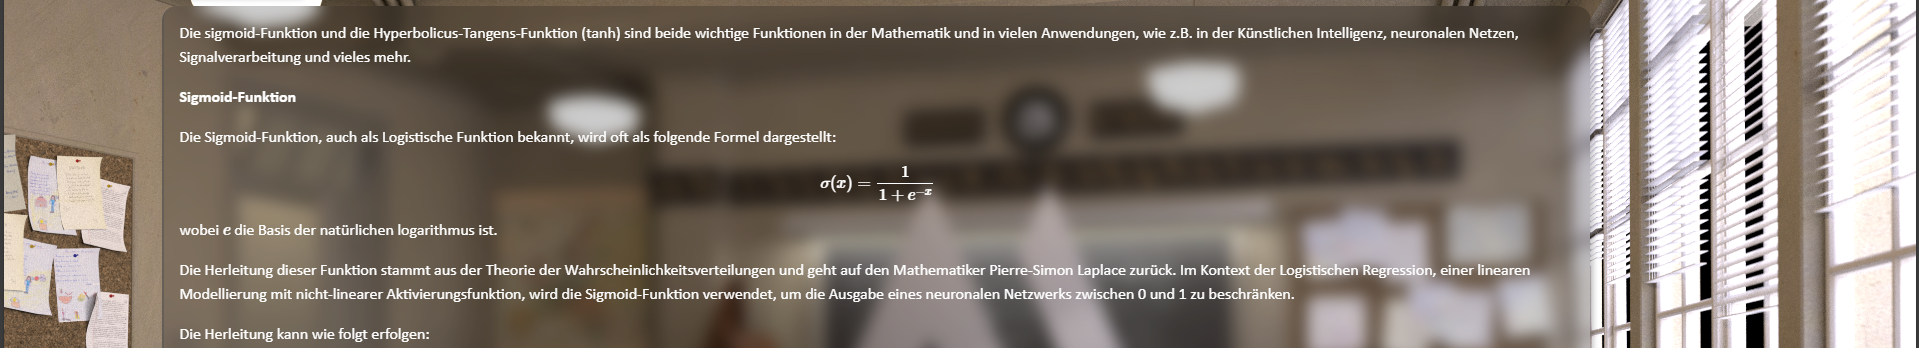 Die sigmoid-Funktion und die Hyperbolicus-Tangens-Funktion (tanh) sind beide wichtige Funktionen in der Mathematik und in vielen Anwendungen, wie z.B. in der Künstlichen Intelligenz, neuronalen Netzen,
Signalverarbeitung und vieles mehr.
Sigmoid-Funktion
Die Sigmoid-Funktion, auch als Logistische Funktion bekannt, wird oft als folgende Formel dargestellt:
σ(x) = 1 / (1 + e^{-x})
wobei e die Basis der natürlichen logarithmus ist.
Die Herleitung dieser Funktion stammt aus der Theorie der Wahrscheinlichkeitsverteilungen und geht auf den Mathematiker Pierre-Simon Laplace zurück. Im Kontext der Logistischen Regression, einer linearen
Modellierung mit nicht-linearer Aktivierungsfunktion, wird die Sigmoid-Funktion verwendet, um die Ausgabe eines neuronalen Netzwerks zwischen 0 und 1 zu beschränken.
Die Herleitung kann wie folgt erfolgen: